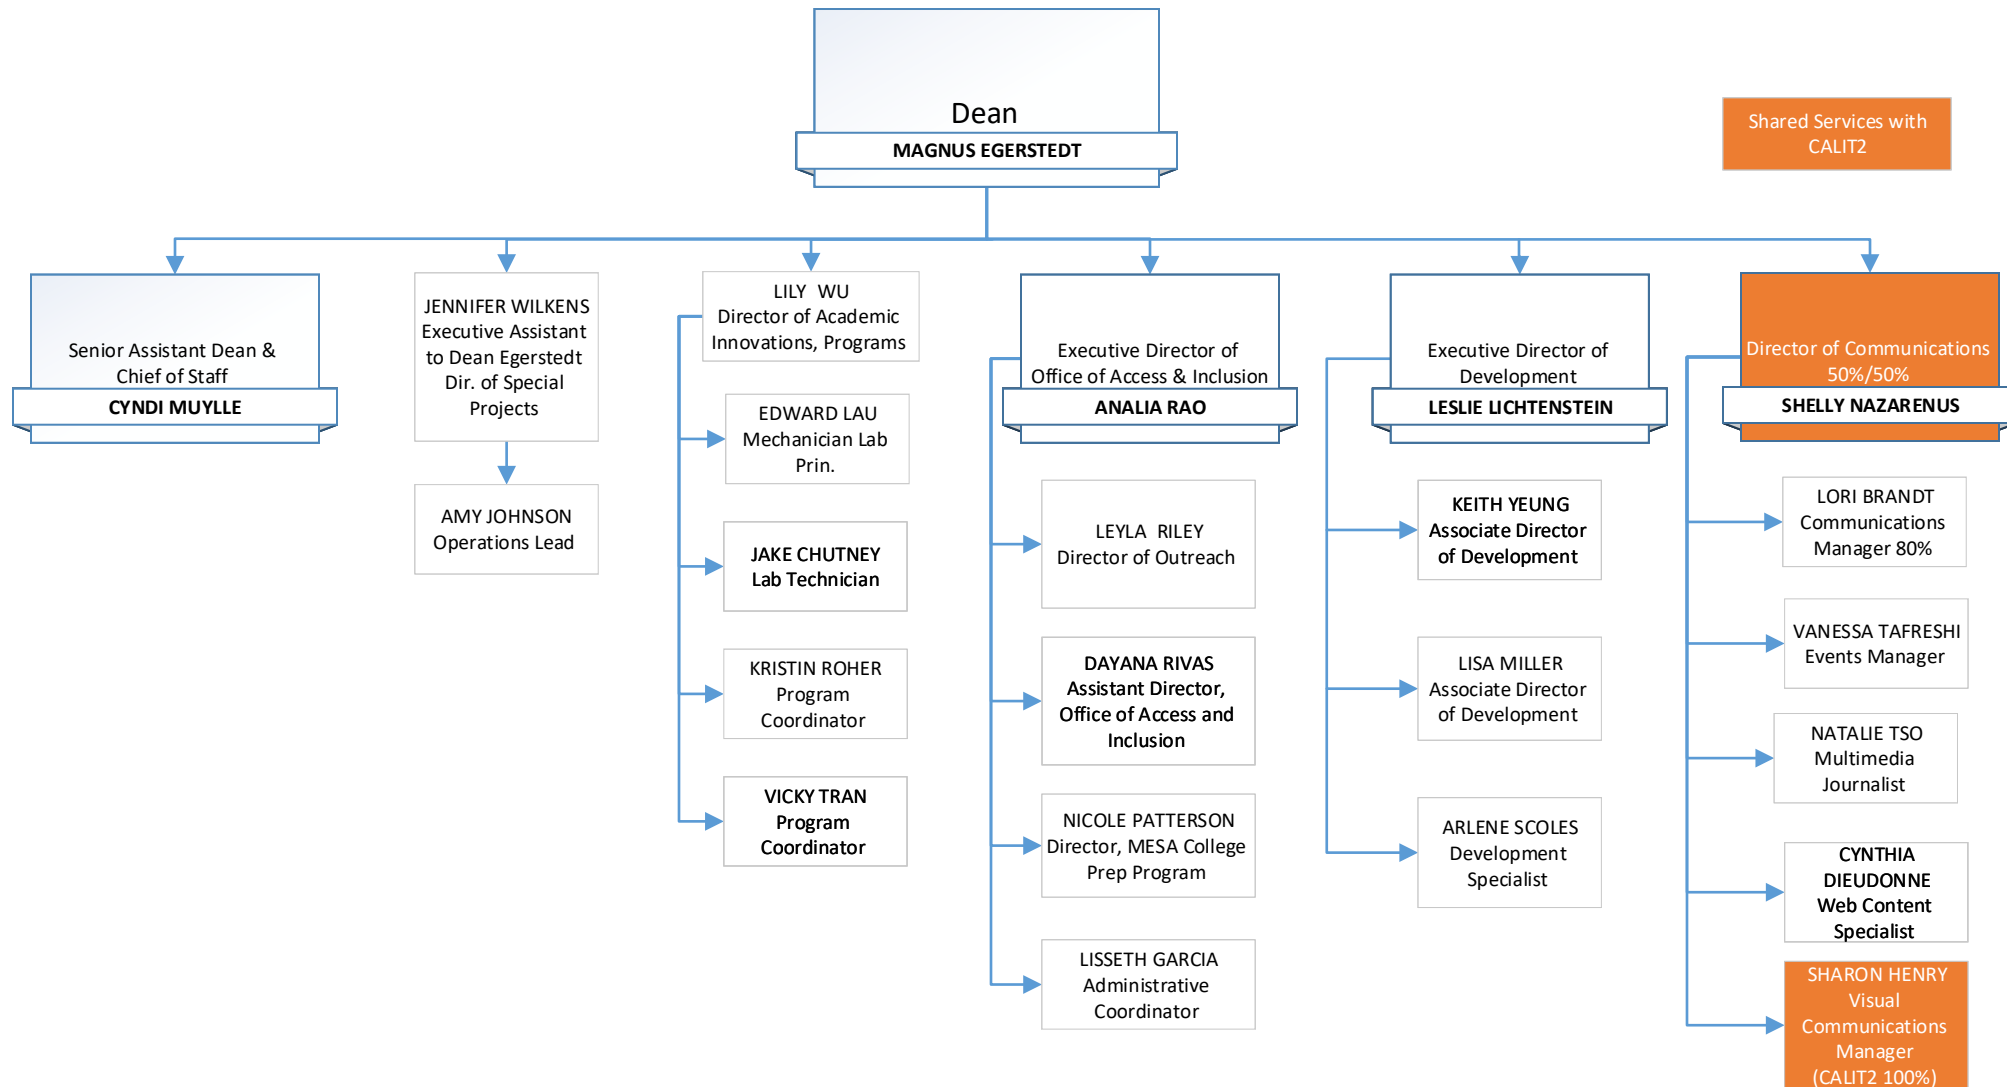 Dean
MAGNUS EGERSTEDT
Shared Services with
CALIT2
Senior Assistant Dean &
Chief of Staff
CYNDI MUYLLE
JENNIFER WILKENS
Executive Assistant
to Dean Egerstedt
Dir. of Special
Projects
AMY JOHNSON
Operations Lead
LILY WU
Director of Academic
Innovations, Programs
EDWARD LAU
Mechanician Lab
Prin.
JAKE CHUTNEY
Lab Technician
KRISTIN ROHER
Program
Coordinator
VICKY TRAN
Program
Coordinator
Executive Director of
Office of Access & Inclusion
ANALIA RAO
LEYLA RILEY
Director of Outreach
DAYANA RIVAS
Assistant Director,
Office of Access and
Inclusion
NICOLE PATTERSON
Director, MESA College
Prep Program
LISSETH GARCIA
Administrative
Coordinator
Executive Director of
Development
LESLIE LICHTENSTEIN
KEITH YEUNG
Associate Director
of Development
LISA MILLER
Associate Director
of Development
ARLENE SCOLES
Development
Specialist
Director of Communications
50%/50%
SHELLY NAZARENUS
LORI BRANDT
Communications
Manager 80%
VANESSA TAFRESHI
Events Manager
NATALIE TSO
Multimedia
Journalist
CYNTHIA
DIEUDONNE
Web Content
Specialist
SHARON HENRY
Visual
Communications
Manager
(CALIT2 100%)